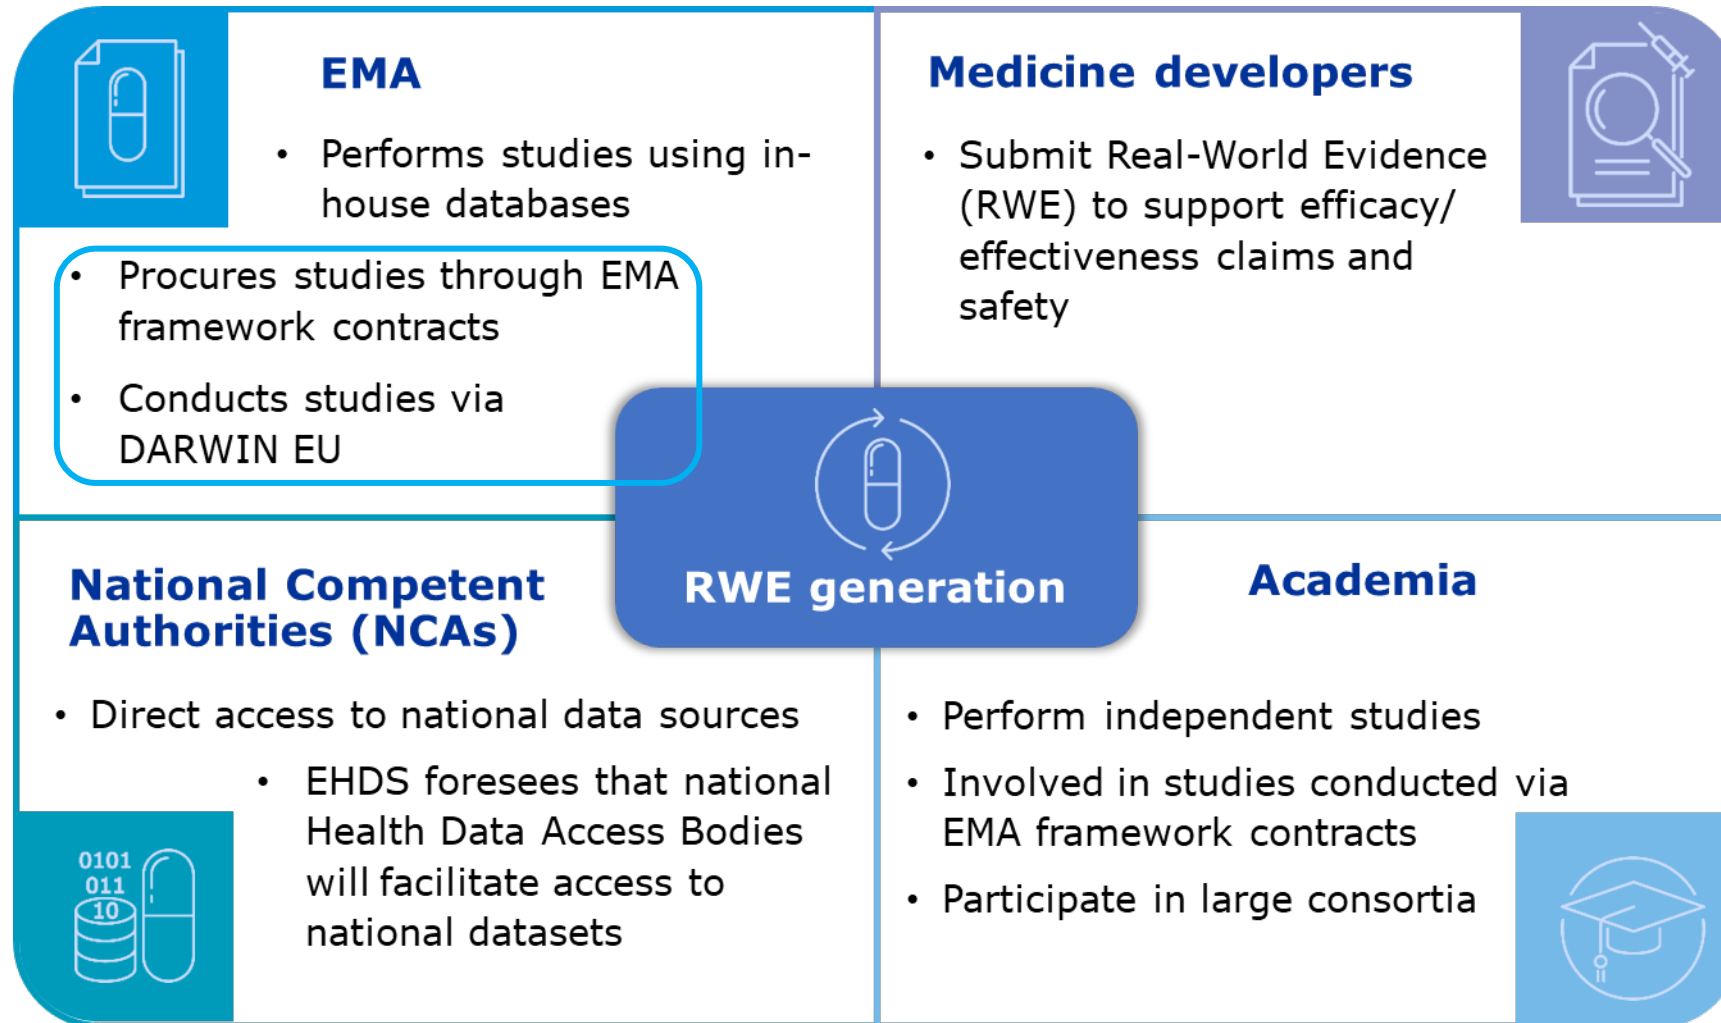 EMA
• Performs studies using in-
house databases
• Procures studies through EMA
framework contracts
• Conducts studies via
DARWIN EU
Medicine developers
• Submit Real-World Evidence
(RWE) to support efficacy/
effectiveness claims and
safety
RWE generation
National Competent
Authorities (NCAs)
• Direct access to national data sources
• EHDS foresees that national
Health Data Access Bodies
will facilitate access to
national datasets
0101
011
10
Academia
• Perform independent studies
• Involved in studies conducted via
EMA framework contracts
• Participate in large consortia